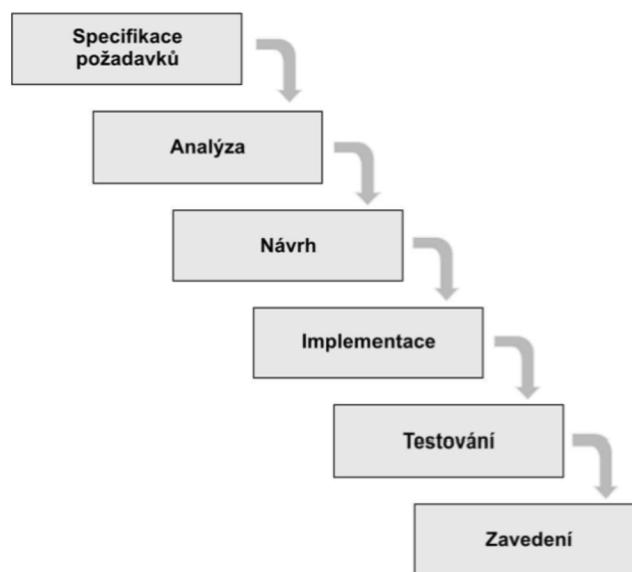 Specifikace
požadavků
Analýza
Návrh
Implementace
Testování
Zavedení